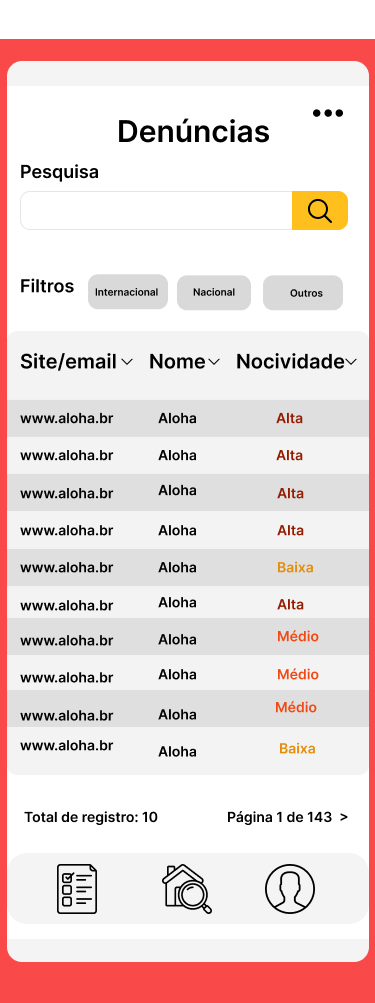 Denúncias
Pesquisa
Filtros Internacional Nacional Outros
Site/email Nome Nocividade
www.aloha.br Aloha Alta
www.aloha.br Aloha Alta
www.aloha.br Aloha Alta
www.aloha.br Aloha Alta
www.aloha.br Aloha Baixa
www.aloha.br Aloha Alta
www.aloha.br Aloha Médio
www.aloha.br Aloha Médio
www.aloha.br Aloha Médio
www.aloha.br Aloha Baixa
Total de registro: 10 Página 1 de 143 >